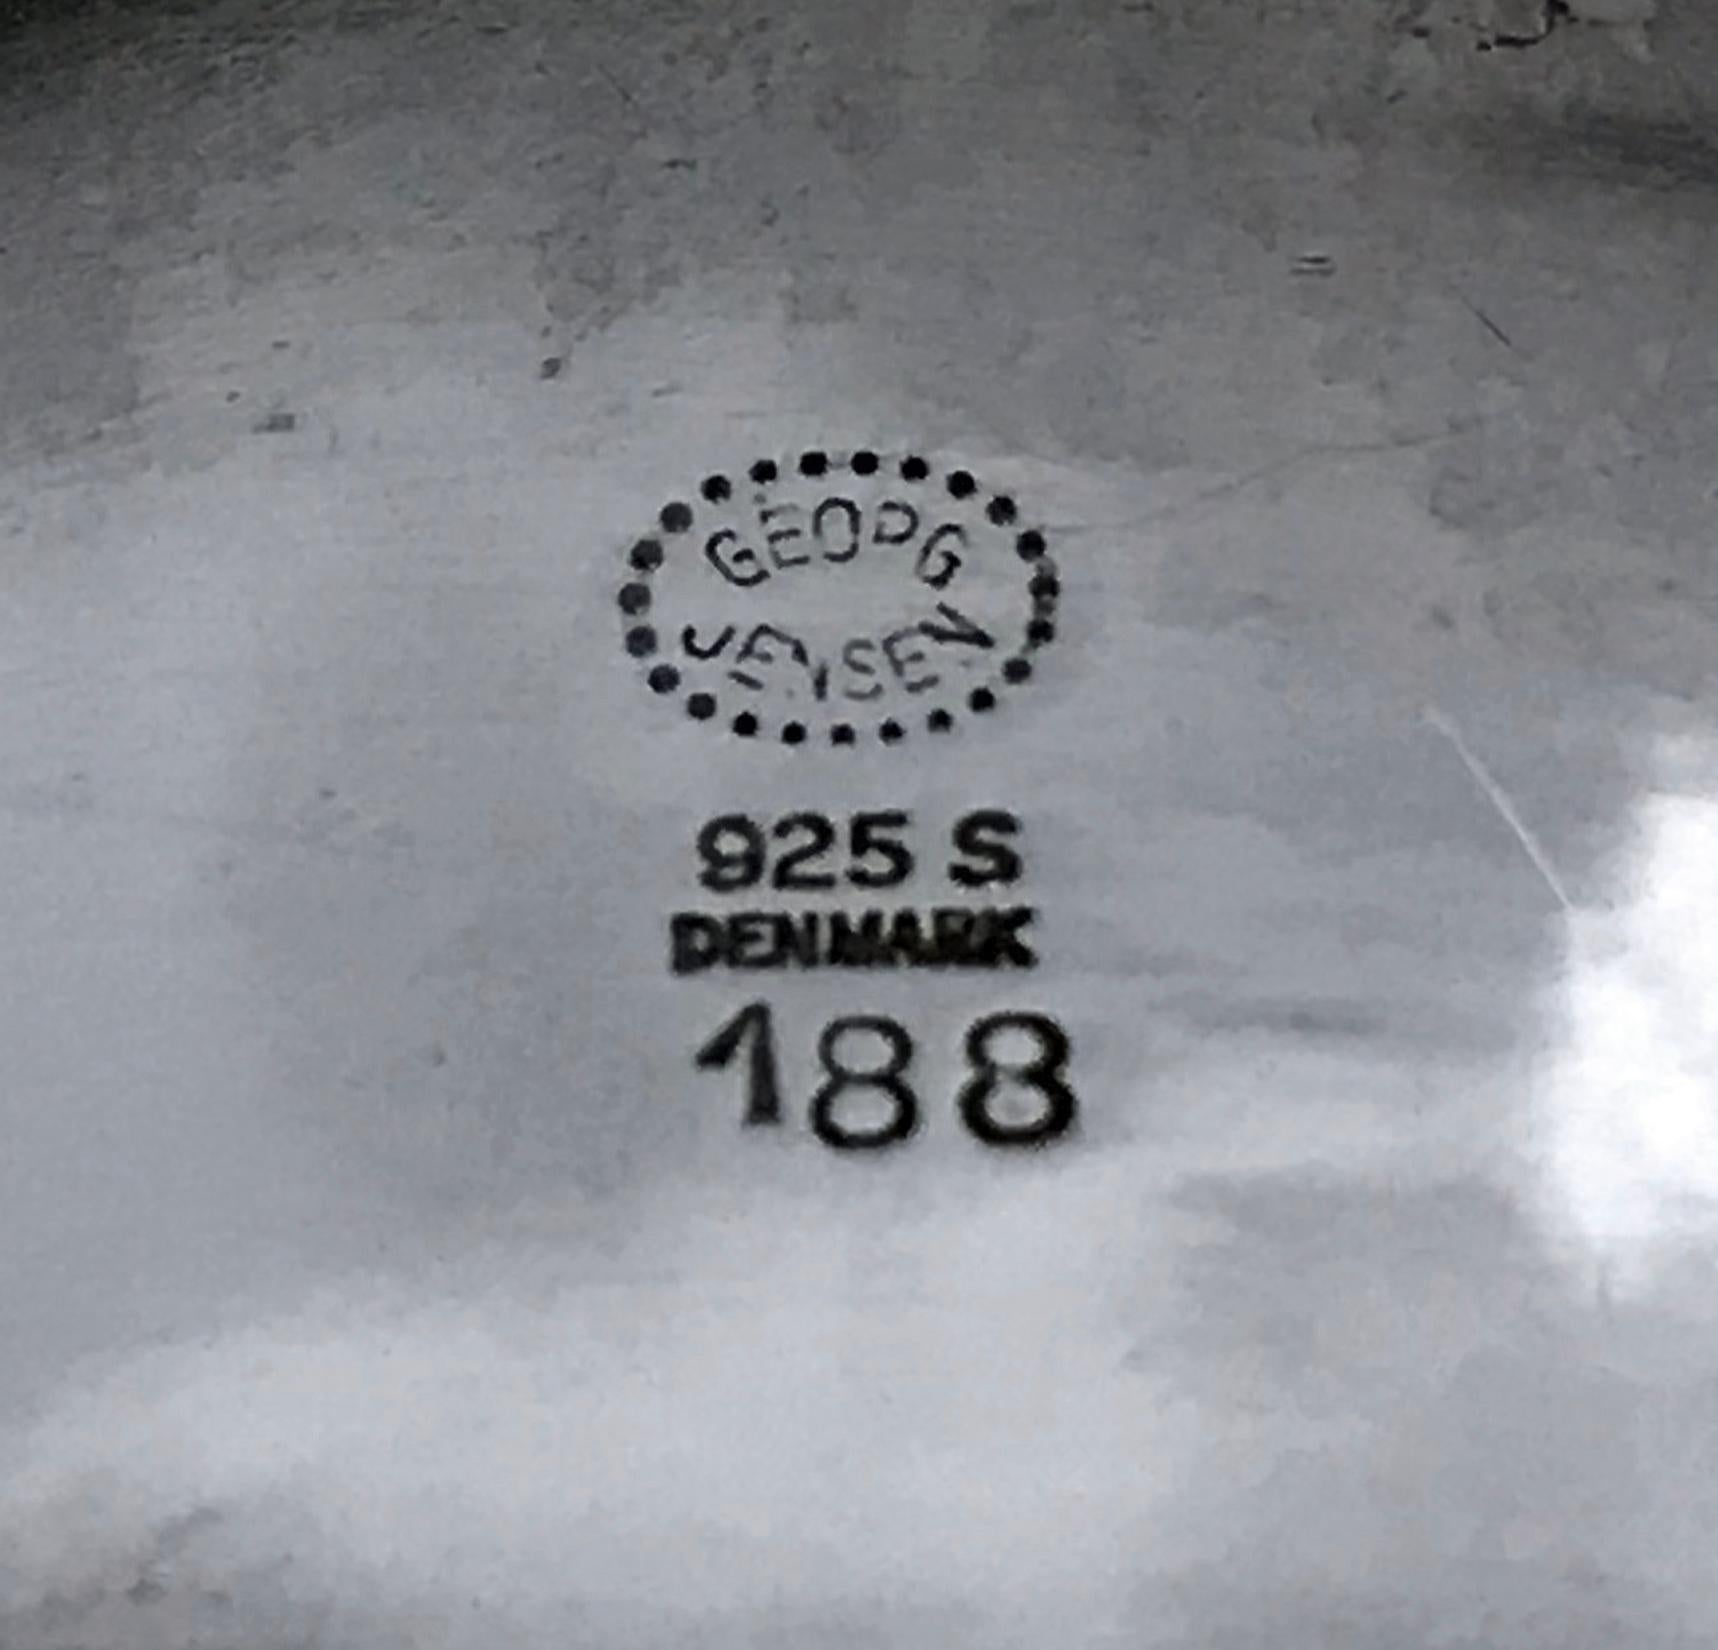 GEORG
JENSEN
925 S
DENMARK
188